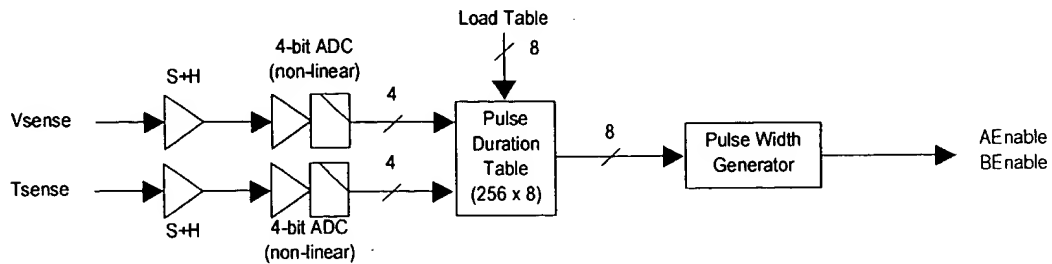 Load Table
8
4-bit ADC
(non-linear)
S+H
4
Vsense
Pulse
Duration
Table
(256 x 8)
8
Pulse Width
Generator
AEnable
BEnable
4
Tsense
S+H
4-bit ADC
(non-linear)